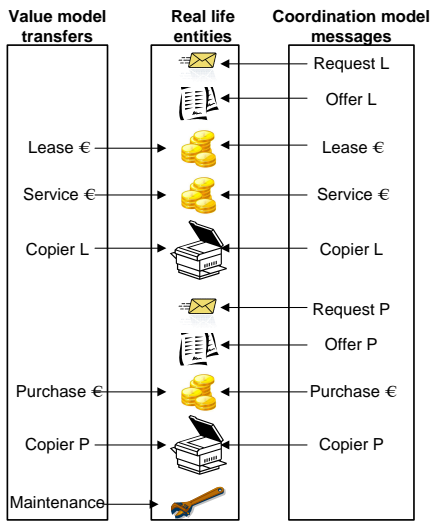 Value model transfers
Real life entities
Coordination model messages
Request L
Offer L
Lease € Lease €
Service € Service €
Copier L Copier L
Request P
Offer P
Purchase € Purchase €
Copier P Copier P
Maintenance